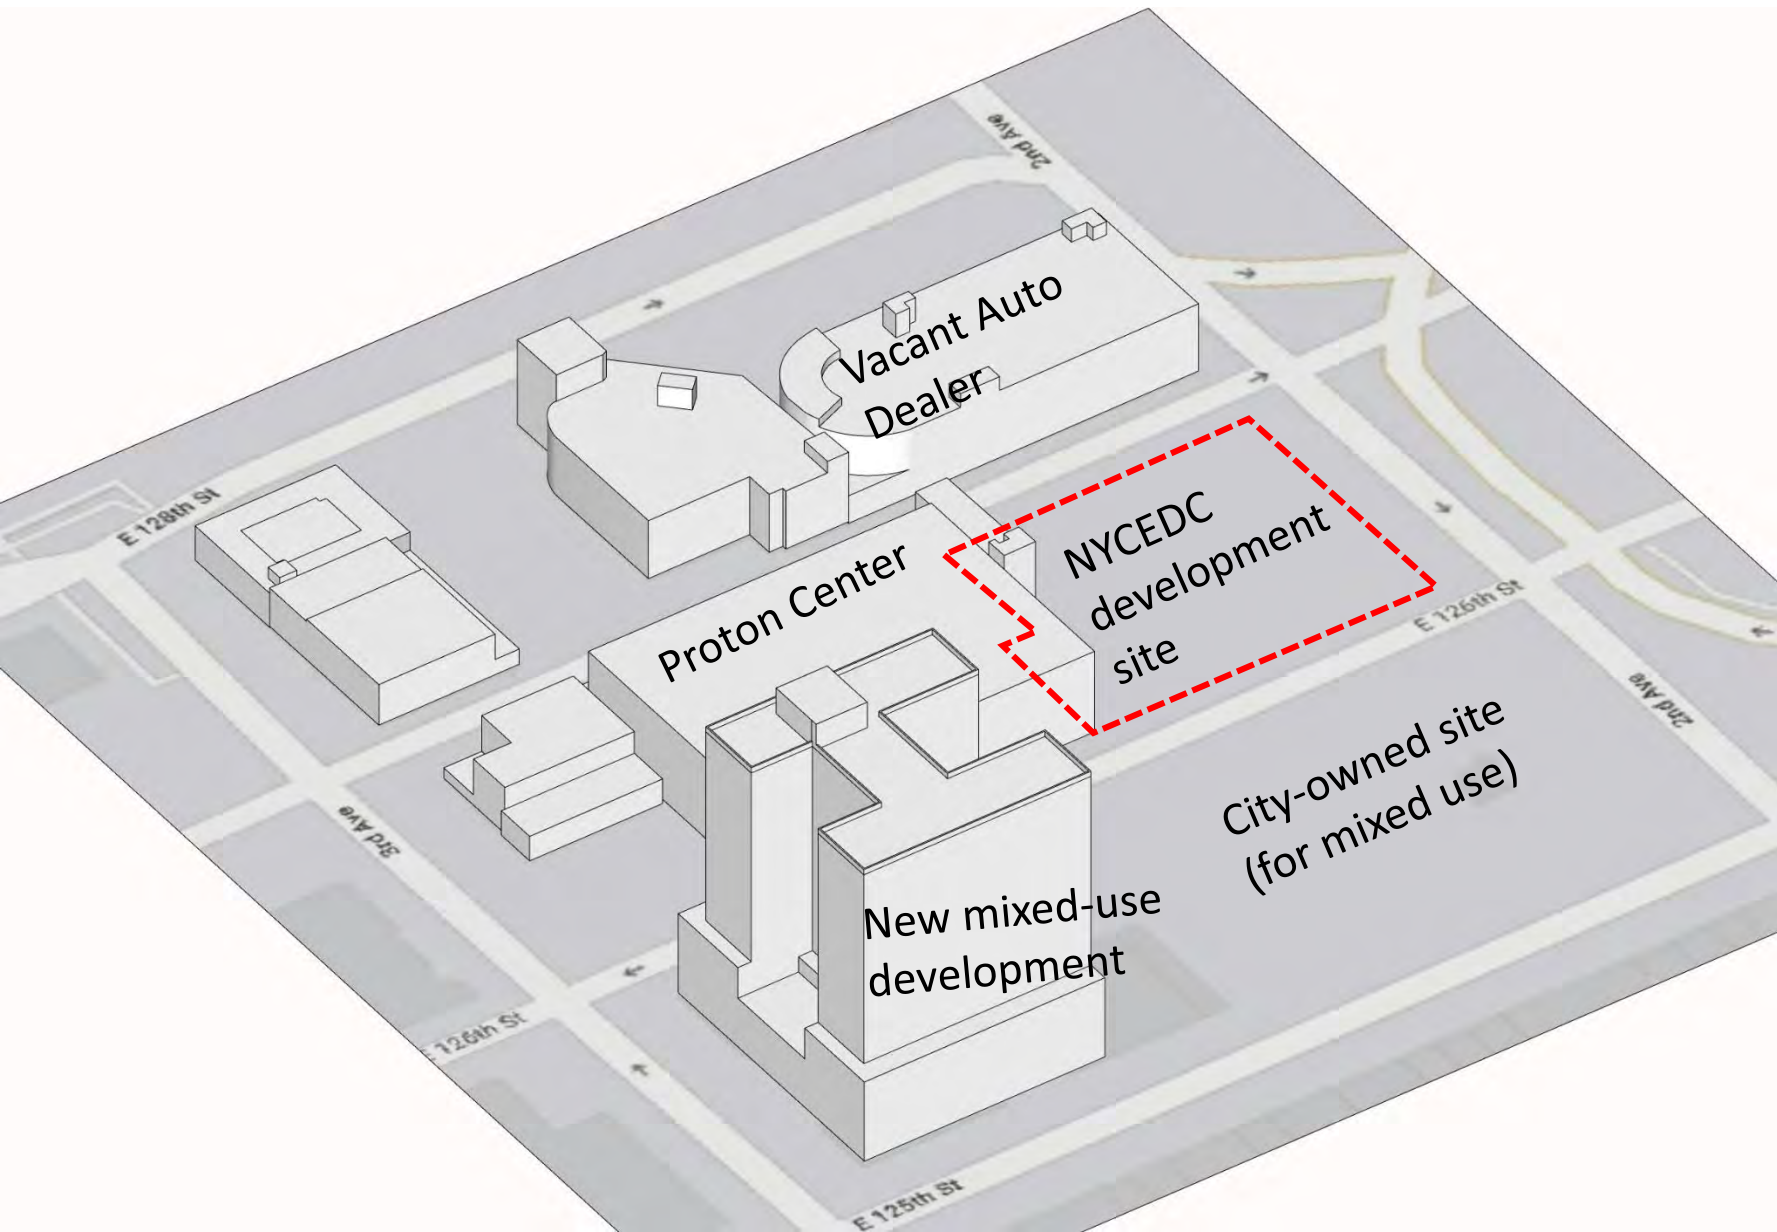 2nd Ave
Vacant Auto
Dealer
E 128th St
NYCEDC
development
site
Proton Center
E 126th St
2nd Ave
City-owned site
(for mixed use)
3rd Ave
New mixed-use
development
E 126th St
E 125th St